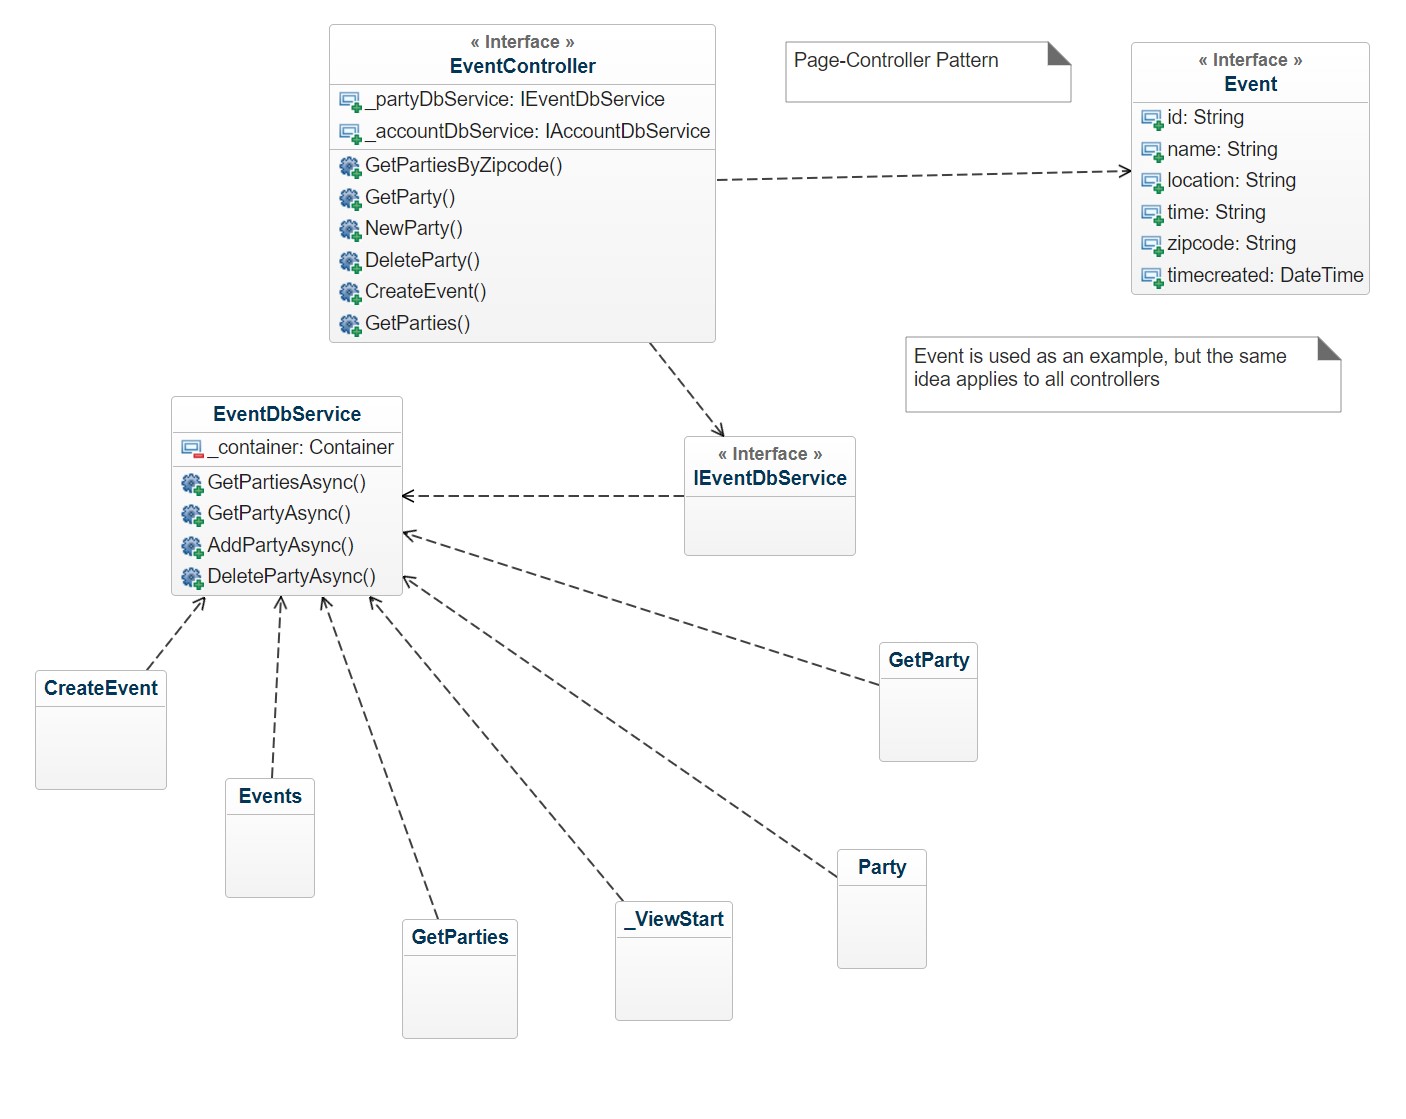 « Interface »
EventController
_partyDbService: IEventDbService
_accountDbService: IAccountDbService
GetPartiesByZipcode()
GetParty()
NewParty()
DeleteParty()
CreateEvent()
GetParties()
Page-Controller Pattern
« Interface »
Event
id: String
name: String
location: String
time: String
zipcode: String
timecreated: DateTime
Event is used as an example, but the same
idea applies to all controllers
EventDbService
_container: Container
GetPartiesAsync()
GetPartyAsync()
AddPartyAsync()
DeletePartyAsync()
« Interface »
IEventDbService
GetParty
CreateEvent
Events
Party
GetParties
_ViewStart